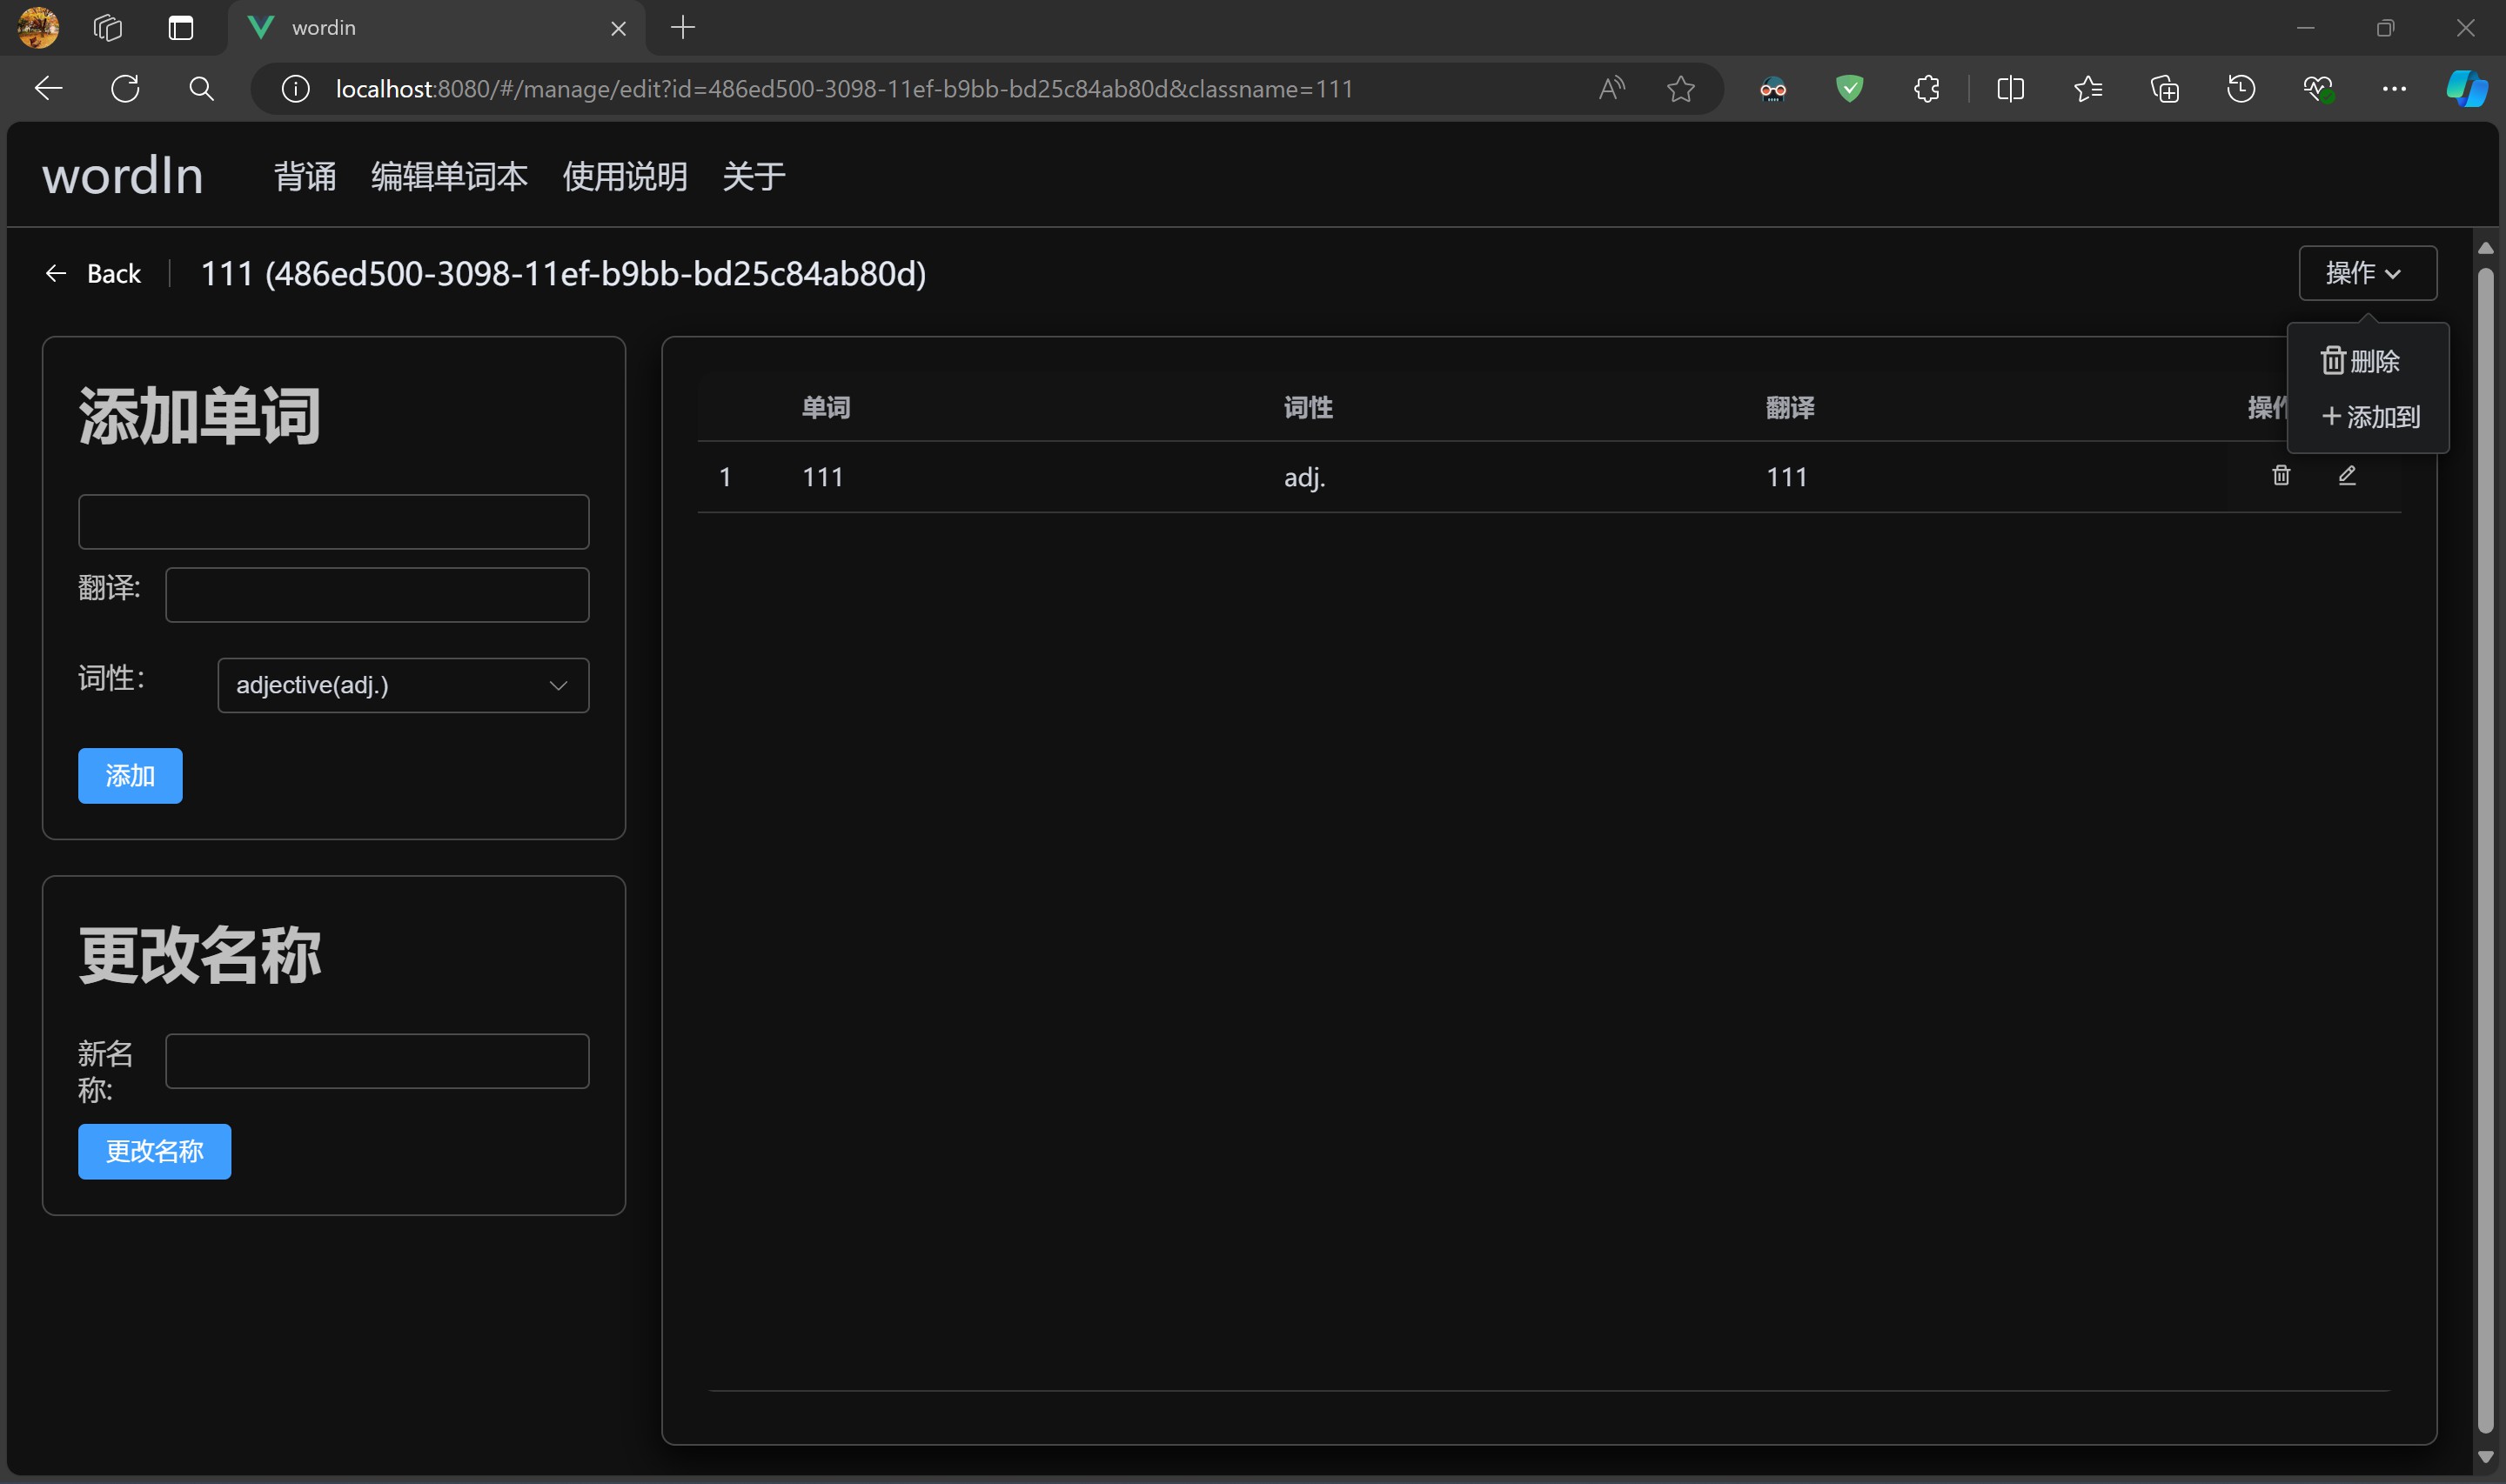 wordin
localhost:8080/#/manage/edit?id=486ed500-3098-11ef-b9bb-bd25c84ab80d&classname=111
wordIn 背诵 编辑单词本 使用说明 关于
Back 111 (486ed500-3098-11ef-b9bb-bd25c84ab80d) 操作
删除
添加到
添加单词
翻译:
词性：
adjective(adj.)
添加
更改名称
新名
称:
更改名称
单词 词性 翻译 操作
1 111 adj. 111